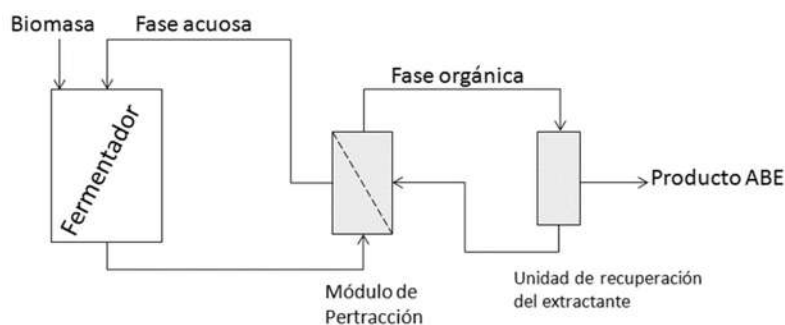 Biomasa
Fase acuosa
Fase orgánica
Fermentador
Producto ABE
Módulo de
Pertracción
Unidad de recuperación
del extractante